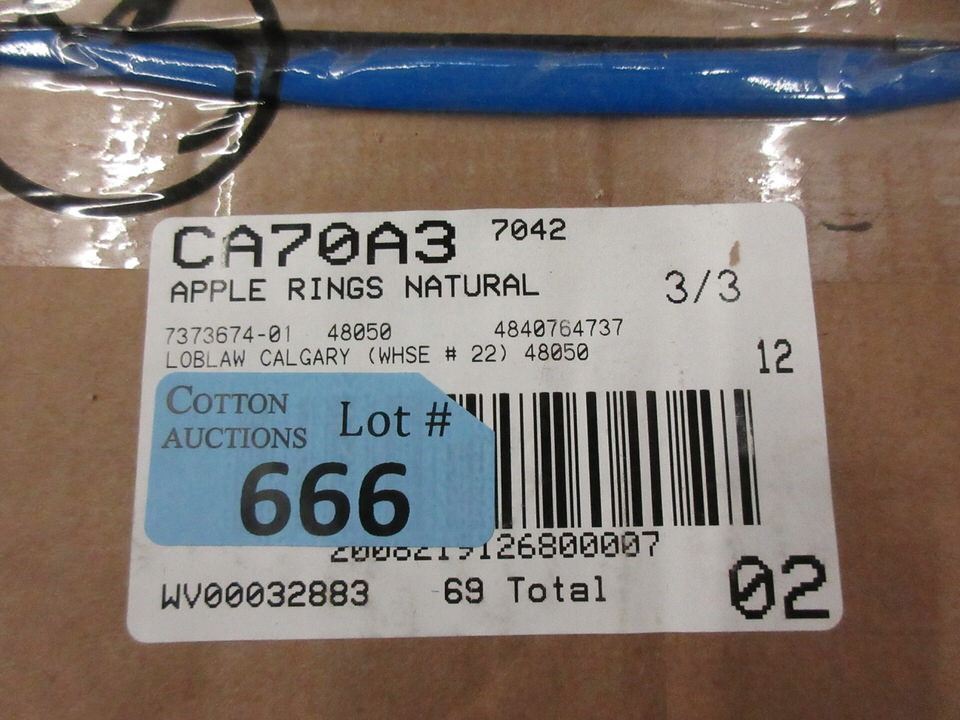 CA70A3 7042
APPLE RINGS NATURAL 3/3
7373674-01 48050 4840764737
LOBLAW CALGARY (WHSE # 22) 48050
12
COTTON
AUCTIONS
Lot #
666
2008219126800007
WV00032883 69 Total
02